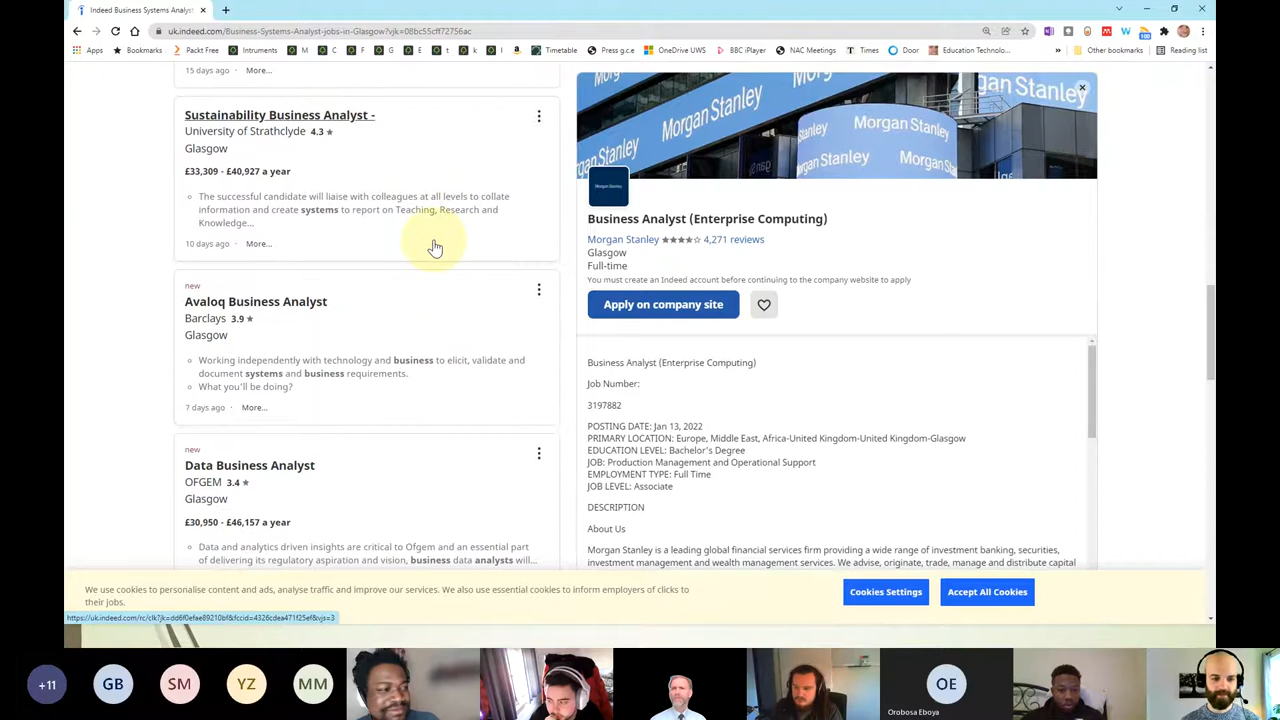 Indeed Business Systems Analyst
uk.indeed.com/Business-Systems-Analyst-jobs-in-Glasgow?vjk=08bc55cff72756ac
Apps
Bookmarks
Packt Free
Intruments
M
C
F
G
E
t
k
I
Timetable
Press g.c.e
OneDrive UWS
BBC iPlayer
NAC Meetings
Times
Door
Education Technolo...
»
Other bookmarks
Reading list
15 days ago · More...
Sustainability Business Analyst -
University of Strathclyde 4.3
Glasgow
£33,309 - £40,927 a year
The successful candidate will liaise with colleagues at all levels to collate
information and create systems to report on Teaching, Research and
Knowledge...
10 days ago · More...
new
Avaloq Business Analyst
Barclays 3.9
Glasgow
Working independently with technology and business to elicit, validate and
document systems and business requirements.
What you'll be doing?
7 days ago · More...
new
Data Business Analyst
OFGEM 3.4
Glasgow
£30,950 - £46,157 a year
Data and analytics driven insights are critical to Ofgem and an essential part
of delivering its regulatory aspiration and vision, business data analysts will...
Morgan Stanley
Morgan Stanley
Morgan Stanley
Morgan Stanley
Business Analyst (Enterprise Computing)
Morgan Stanley 4,271 reviews
Glasgow
Full-time
You must create an Indeed account before continuing to the company website to apply
Apply on company site
Business Analyst (Enterprise Computing)
Job Number:
3197882
POSTING DATE: Jan 13, 2022
PRIMARY LOCATION: Europe, Middle East, Africa-United Kingdom-United Kingdom-Glasgow
EDUCATION LEVEL: Bachelor's Degree
JOB: Production Management and Operational Support
EMPLOYMENT TYPE: Full Time
JOB LEVEL: Associate
DESCRIPTION
About Us
Morgan Stanley is a leading global financial services firm providing a wide range of investment banking, securities,
investment management and wealth management services. We advise, originate, trade, manage and distribute capital
We use cookies to personalise content and ads, analyse traffic and improve our services. We also use essential cookies to inform employers of clicks to
their jobs.
Cookies Settings
Accept All Cookies
https://uk.indeed.com/rc/clk?jk=dd6f0efae89210bf&fccid=4326cdea471f25ef&vjs=3
+11
GB
SM
YZ
MM
OE
Orobosa Eboya